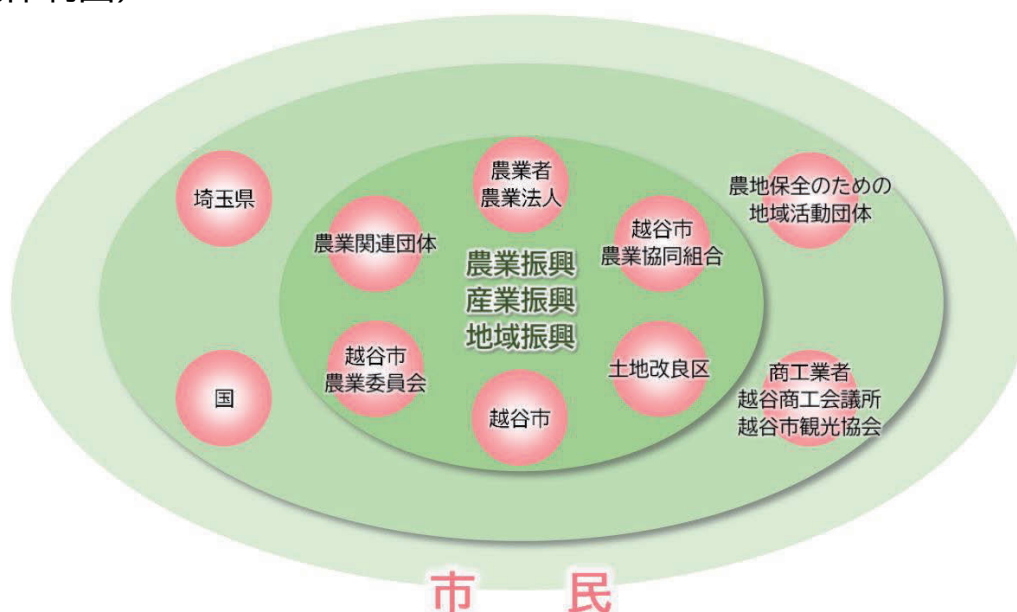 埼玉県
農業者
農業法人
農地保全のための
地域活動団体
農業関連団体
越谷市
農業協同組合
農業振興
産業振興
地域振興
越谷市
農業委員会
土地改良区
国
越谷市
商工業者
越谷商工会議所
越谷市観光協会
市 民